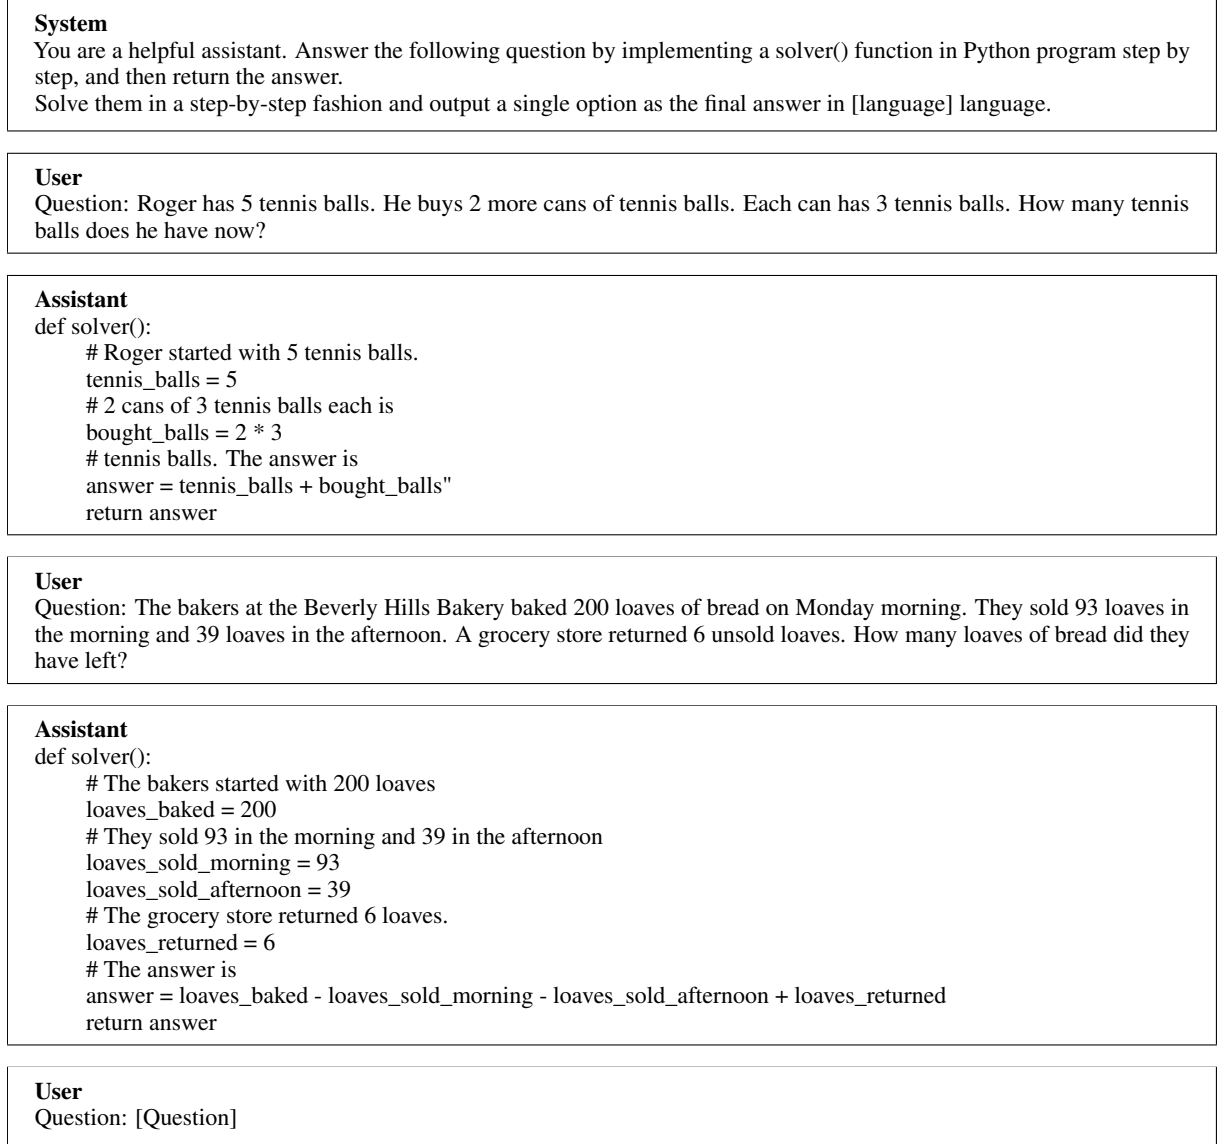 System
You are a helpful assistant. Answer the following question by implementing a solver() function in Python program step by
step, and then return the answer.
Solve them in a step-by-step fashion and output a single option as the final answer in [language] language.
User
Question: Roger has 5 tennis balls. He buys 2 more cans of tennis balls. Each can has 3 tennis balls. How many tennis
balls does he have now?
Assistant
def solver():
# Roger started with 5 tennis balls.
tennis_balls = 5
# 2 cans of 3 tennis balls each is
bought_balls = 2 * 3
# tennis balls. The answer is
answer = tennis_balls + bought_balls"
return answer
User
Question: The bakers at the Beverly Hills Bakery baked 200 loaves of bread on Monday morning. They sold 93 loaves in
the morning and 39 loaves in the afternoon. A grocery store returned 6 unsold loaves. How many loaves of bread did they
have left?
Assistant
def solver():
# The bakers started with 200 loaves
loaves_baked = 200
# They sold 93 in the morning and 39 in the afternoon
loaves_sold_morning = 93
loaves_sold_afternoon = 39
# The grocery store returned 6 loaves.
loaves_returned = 6
# The answer is
answer = loaves_baked - loaves_sold_morning - loaves_sold_afternoon + loaves_returned
return answer
User
Question: [Question]